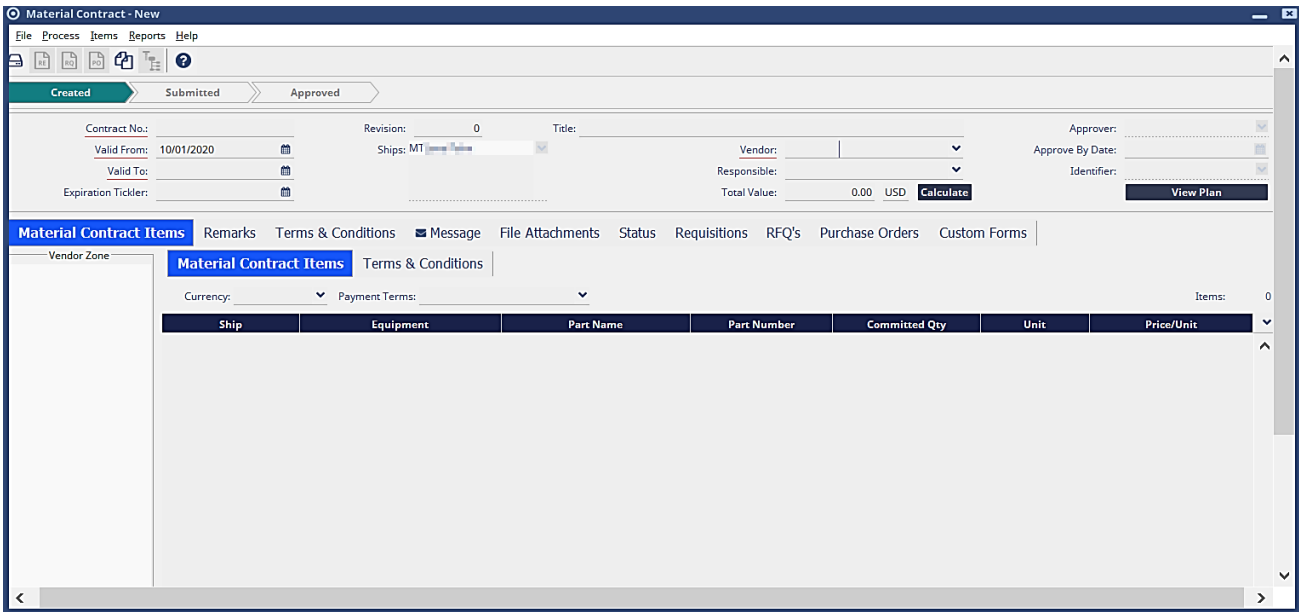 Material Contract - New
File Process Items Reports Help
RE RQ PO
Created Submitted Approved
Contract No.: Revision: 0 Title: Approver:
Valid From: 10/01/2020 Ships: MT Vendor: Approve By Date:
Valid To: Responsible: Identifier:
Expiration Tickler: Total Value: 0.00 USD Calculate View Plan
Material Contract Items Remarks Terms & Conditions Message File Attachments Status Requisitions RFQ's Purchase Orders Custom Forms
Vendor Zone Material Contract Items Terms & Conditions
Currency: Payment Terms: Items: 0
Ship Equipment Part Name Part Number Committed Qty Unit Price/Unit